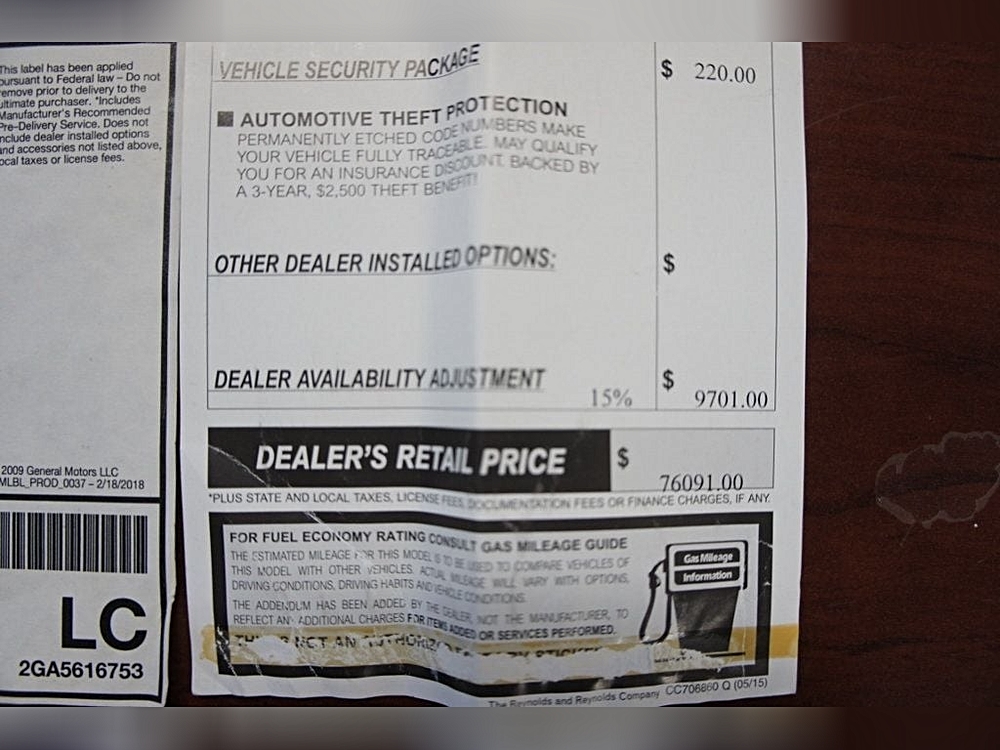 This label has been applied
pursuant to Federal law – Do not
remove prior to delivery to the
ultimate purchaser. *Includes
Manufacturer's Recommended
Pre-Delivery Service. Does not
include dealer installed options
and accessories not listed above,
local taxes or license fees.
2009 General Motors LLC
MLBL_PROD_0037 – 2/18/2018
LC
2GA5616753
VEHICLE SECURITY PACKAGE $ 220.00
AUTOMOTIVE THEFT PROTECTION
PERMANENTLY ETCHED CODE NUMBERS MAKE
YOUR VEHICLE FULLY TRACEABLE. MAY QUALIFY
YOU FOR AN INSURANCE DISCOUNT. BACKED BY
A 3-YEAR, $2,500 THEFT BENEFIT!
OTHER DEALER INSTALLED OPTIONS: $
DEALER AVAILABILITY ADJUSTMENT 15% $ 9701.00
DEALER'S RETAIL PRICE $ 76091.00
*PLUS STATE AND LOCAL TAXES, LICENSE FEES, DOCUMENTATION FEES OR FINANCE CHARGES, IF ANY.
FOR FUEL ECONOMY RATING CONSULT GAS MILEAGE GUIDE
THE ESTIMATED MILEAGE FOR THIS MODEL IS TO BE USED TO COMPARE VEHICLES OF
THIS MODEL WITH OTHER VEHICLES. ACTUAL MILEAGE WILL VARY WITH OPTIONS,
DRIVING CONDITIONS, DRIVING HABITS AND VEHICLE CONDITIONS.
THE ADDENDUM HAS BEEN ADDED BY THE DEALER, NOT THE MANUFACTURER, TO
REFLECT ANY ADDITIONAL CHARGES FOR ITEMS ADDED OR SERVICES PERFORMED.
NOT AN
Gas Mileage
Information
The Reynolds and Reynolds Company CC706860 Q (05/15)